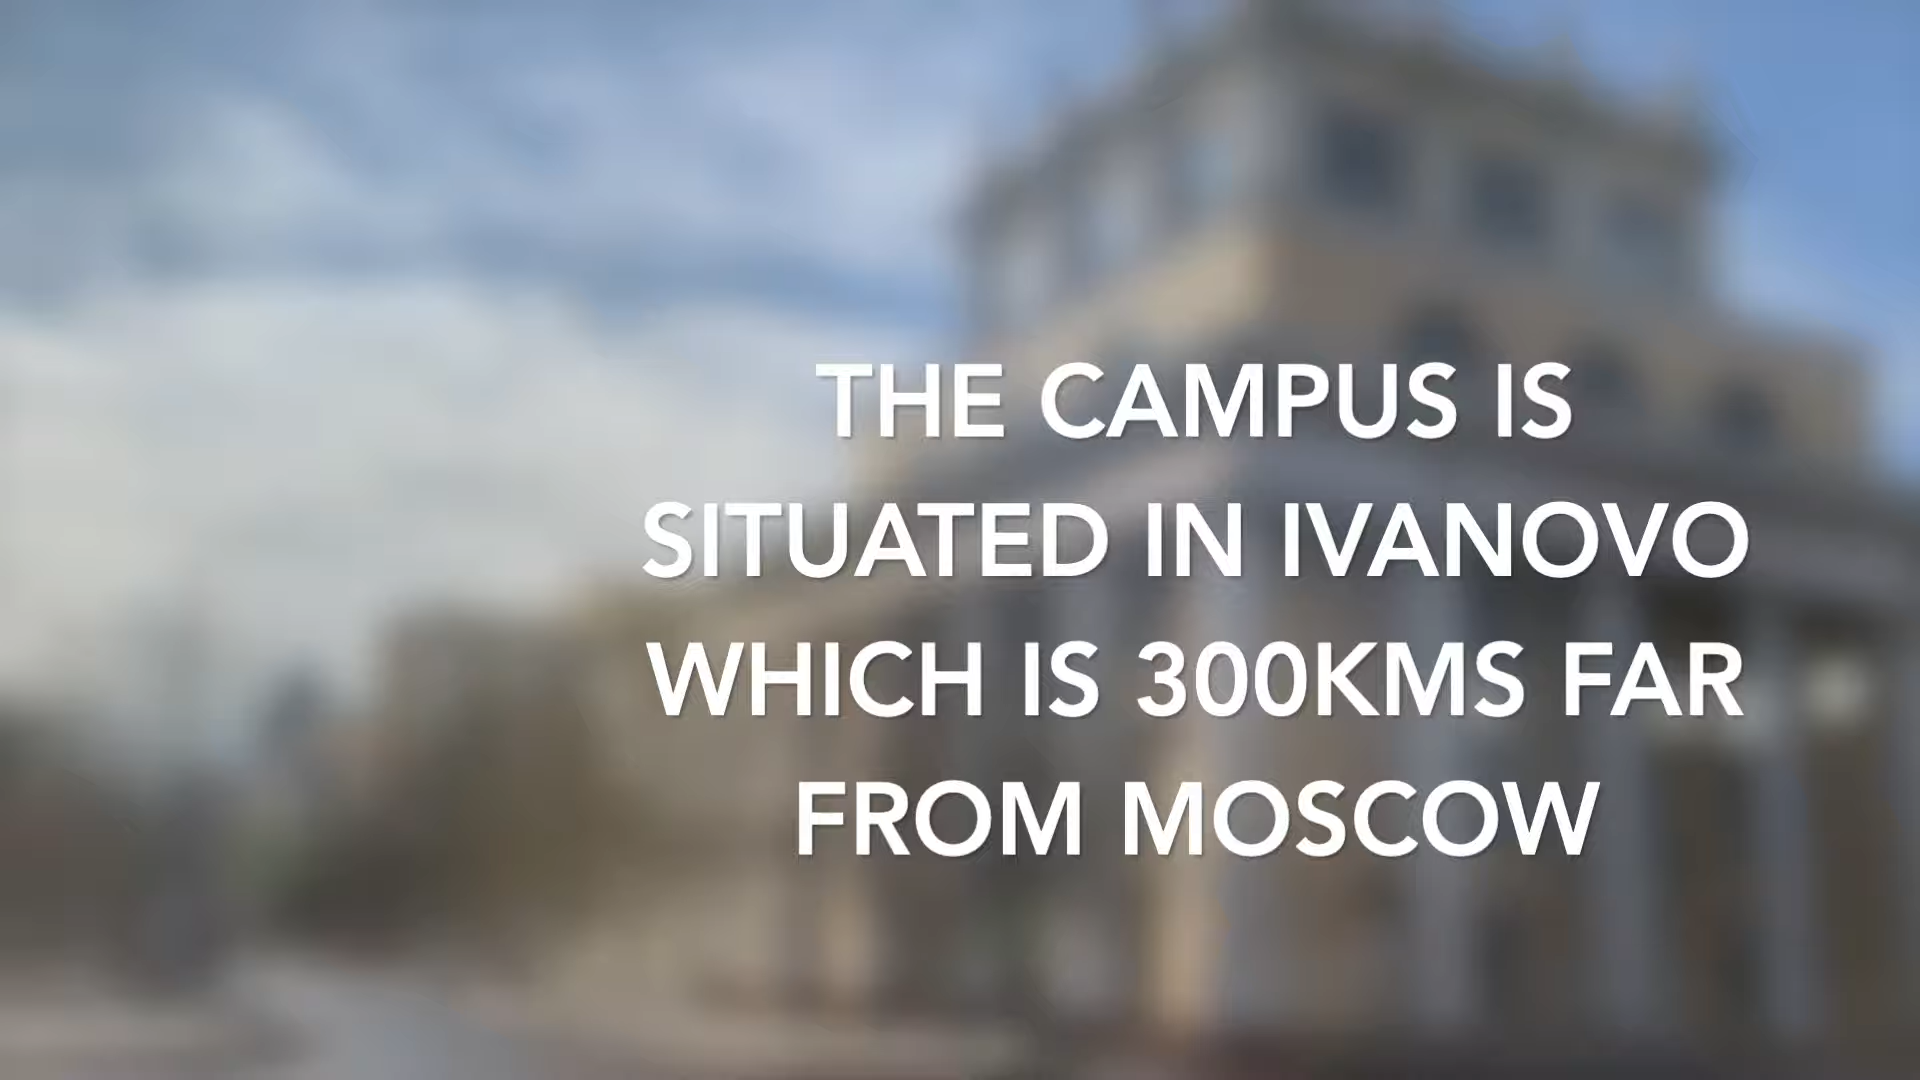 THE CAMPUS IS
SITUATED IN IVANOVO
WHICH IS 300KMS FAR
FROM MOSCOW